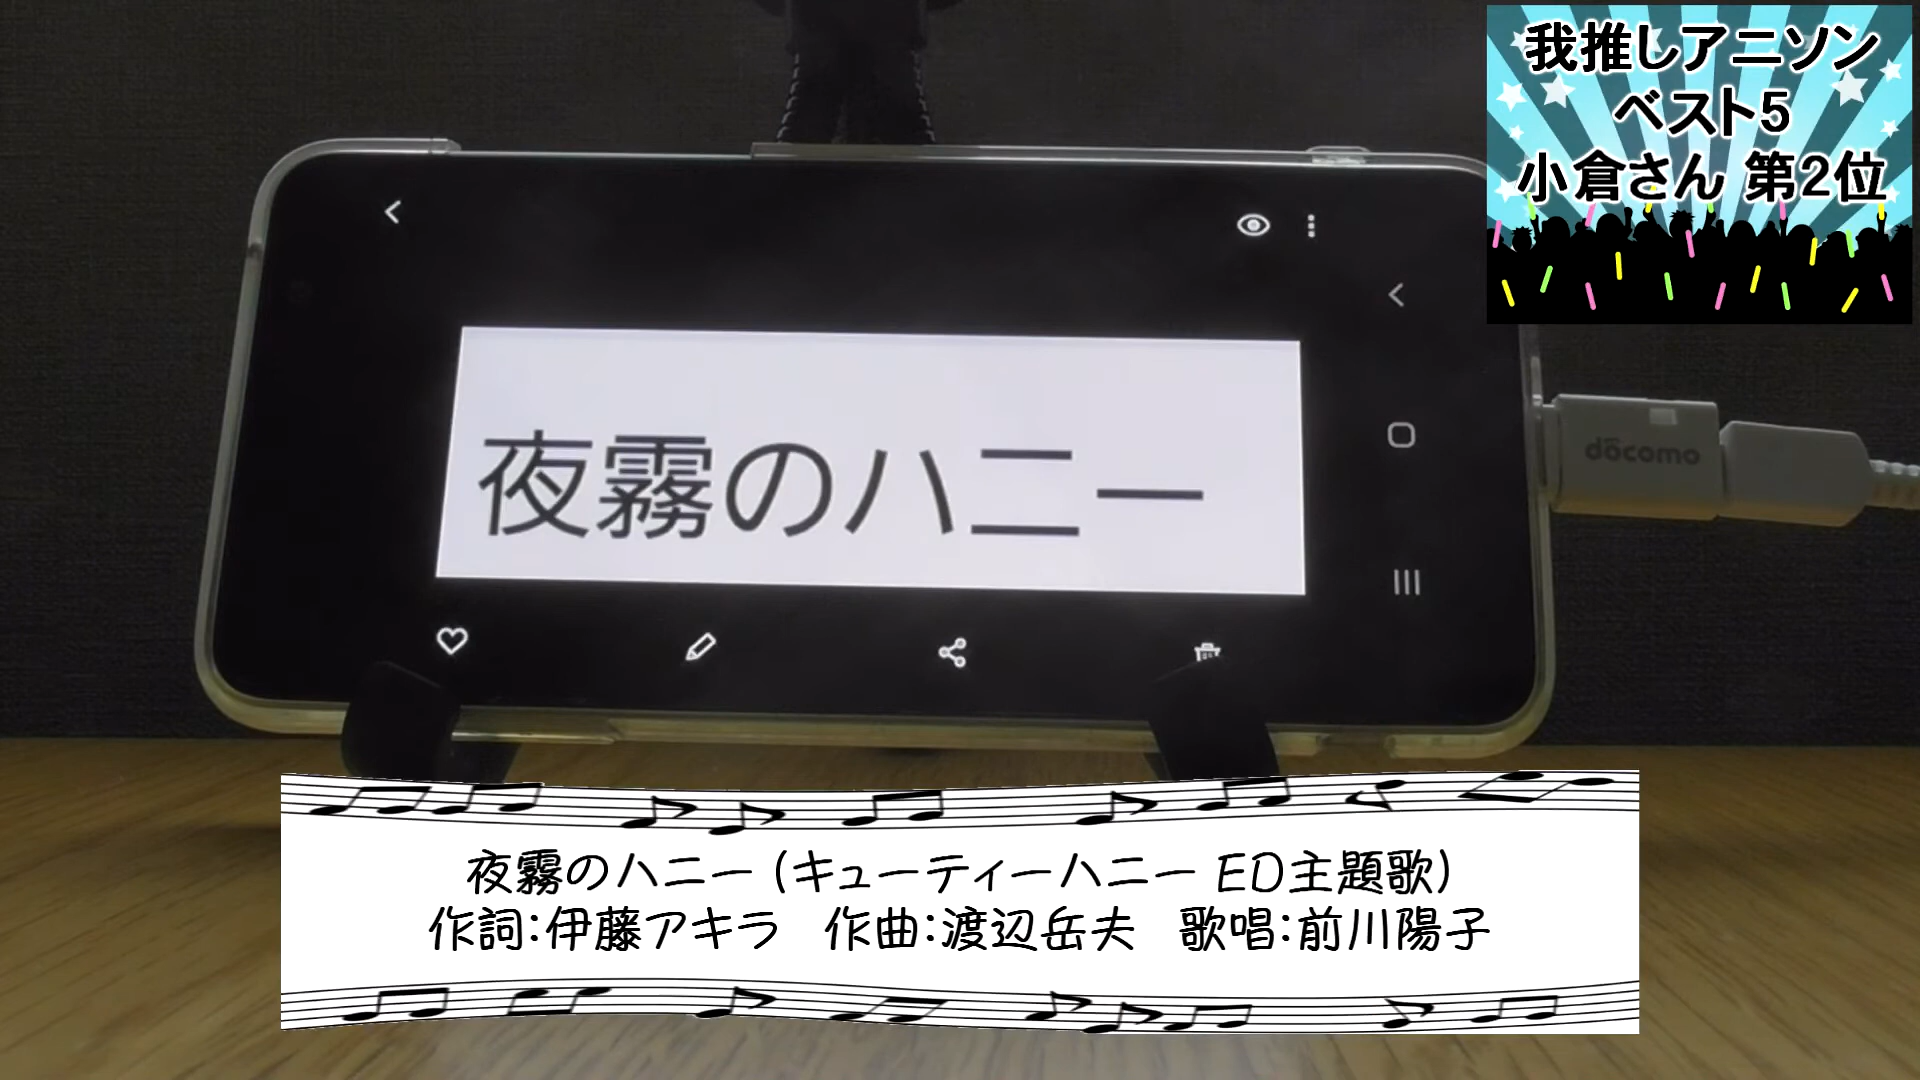 我推しアニソン
ベスト5
小倉さん 第2位
夜霧のハニー
döcomo
夜霧のハニー (キューティーハニー ED主題歌)
作詞:伊藤アキラ 作曲:渡辺岳夫 歌唱:前川陽子